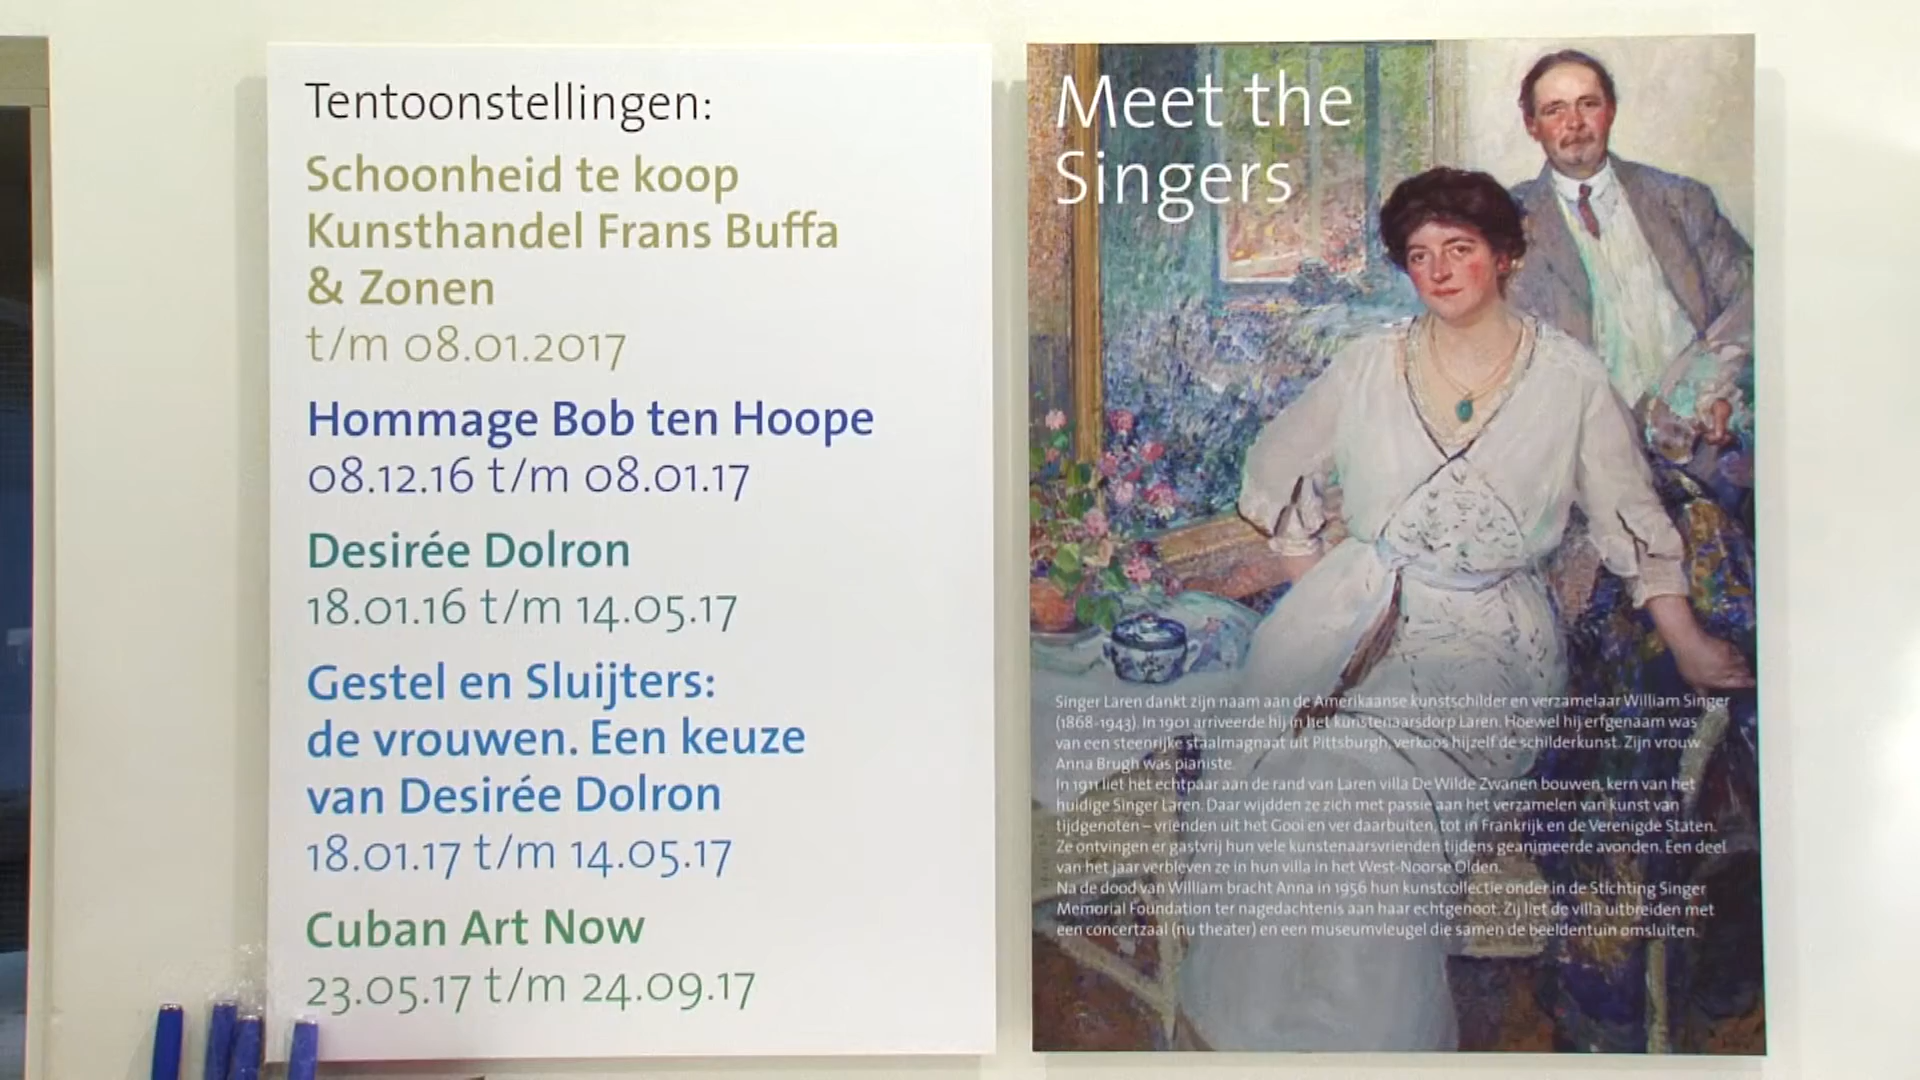 Tentoonstellingen:
Schoonheid te koop
Kunsthandel Frans Buffa
& Zonen
t/m 08.01.2017
Hommage Bob ten Hoope
08.12.16 t/m 08.01.17
Desirée Dolron
18.01.16 t/m 14.05.17
Gestel en Sluijters:
de vrouwen. Een keuze
van Desirée Dolron
18.01.17 t/m 14.05.17
Cuban Art Now
23.05.17 t/m 24.09.17
Meet the
Singers
Singer Laren dankt zijn naam aan de Amerikaanse kunstschilder en verzamelaar William Singer
(1868-1943). In 1901 arriveerde hij in het kunstenaarsdorp Laren. Hoewel hij erfgenaam was
van een steenrijke staalmagnaat uit Pittsburgh, verkoos hij zelf de schilderkunst. Zijn vrouw
Anna Brugh was pianiste.
In 1911 liet het echtpaar aan de rand van Laren villa De Wilde Zwanen bouwen, kern van het
huidige Singer Laren. Daar wijdden ze zich met passie aan het verzamelen van kunst van
tijdgenoten – vrienden uit het Gooi en ver daarbuiten, tot in Frankrijk en de Verenigde Staten.
Ze ontvingen er gastvrij hun vele kunstenaarsvrienden tijdens geanimeerde avonden. Een deel
van het jaar verbleven ze in hun villa in het West-Noorse Olden.
Na de dood van William bracht Anna in 1956 hun kunstcollectie onder in de Stichting Singer
Memorial Foundation ter nagedachtenis aan haar echtgenoot. Zij liet de villa uitbreiden met
een concertzaal (nu theater) en een museumvleugel die samen de beeldentuin omsluiten.